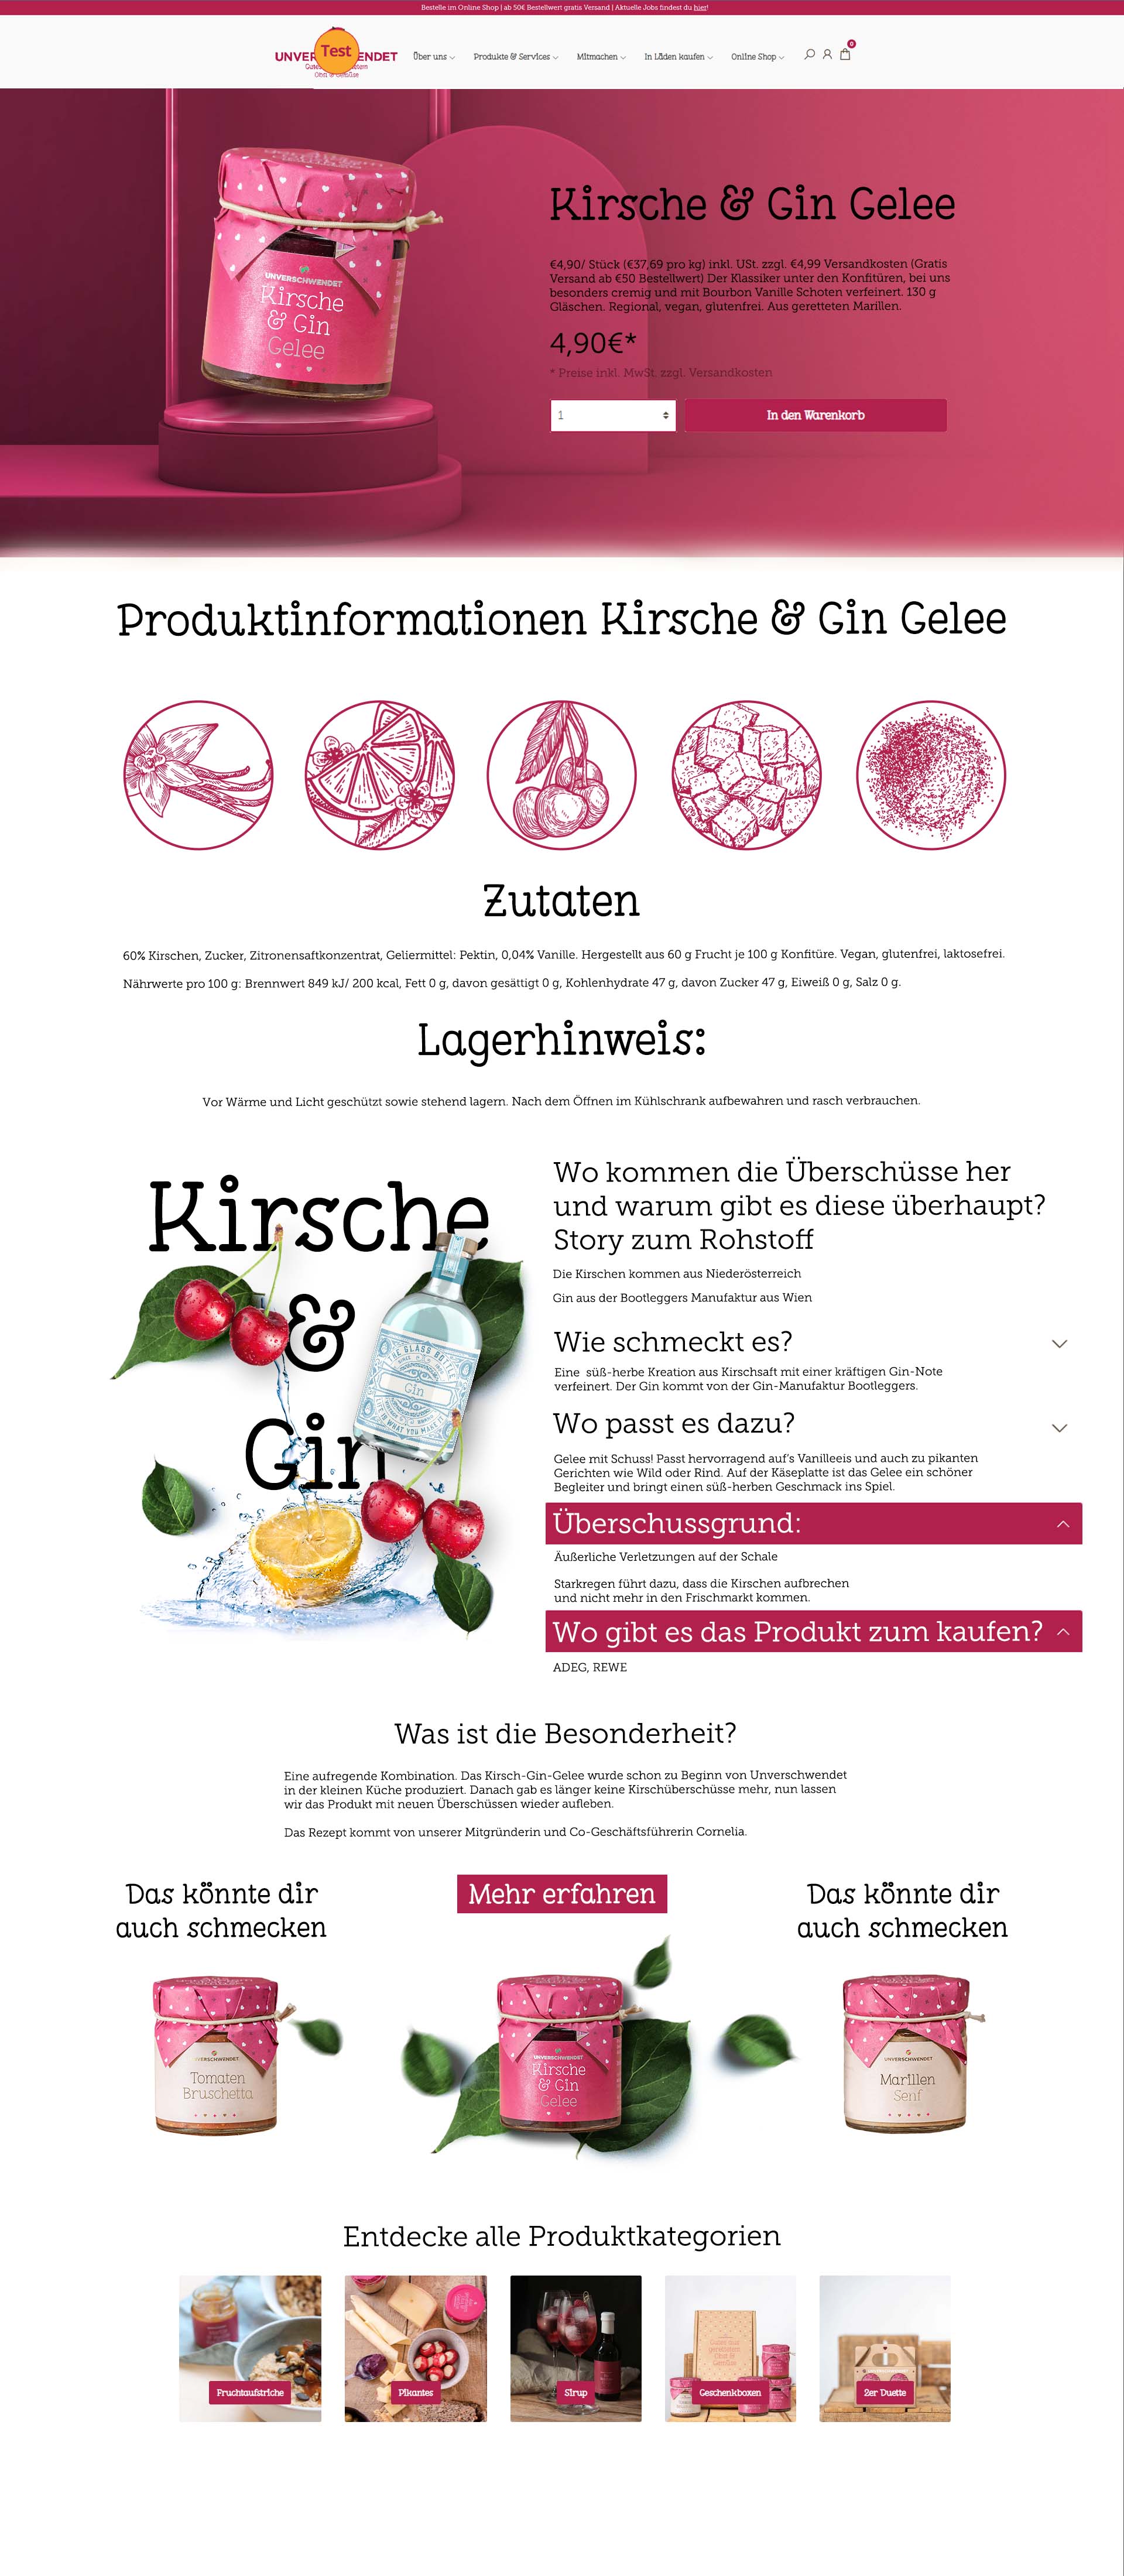 Bestelle im Online Shop | ab 50€ Bestellwert gratis Versand | Aktuelle Jobs findest du hier!
Test
Über uns
Produkte & Services
Mitmachen
In Läden kaufen
Online Shop
0
Kirsche & Gin Gelee
€4,90/ Stück (€37,69 pro kg) inkl. USt. zzgl. €4,99 Versandkosten (Gratis
Versand ab €50 Bestellwert) Der Klassiker unter den Konfitüren, bei uns
besonders cremig und mit Bourbon Vanille Schoten verfeinert. 130 g
Gläschen. Regional, vegan, glutenfrei. Aus geretteten Marillen.
4,90€*
* Preise inkl. MwSt. zzgl. Versandkosten
1
In den Warenkorb
UNVERSCHWENDET
Kirsche
& Gin
Gelee
Produktinformationen Kirsche & Gin Gelee
Zutaten
60% Kirschen, Zucker, Zitronensaftkonzentrat, Geliermittel: Pektin, 0,04% Vanille. Hergestellt aus 60 g Frucht je 100 g Konfitüre. Vegan, glutenfrei, laktosefrei.
Nährwerte pro 100 g: Brennwert 849 kJ/ 200 kcal, Fett 0 g, davon gesättigt 0 g, Kohlenhydrate 47 g, davon Zucker 47 g, Eiweiß 0 g, Salz 0 g.
Lagerhinweis:
Vor Wärme und Licht geschützt sowie stehend lagern. Nach dem Öffnen im Kühlschrank aufbewahren und rasch verbrauchen.
Kirsche
&
Gin
THE GLASS BOTTLE
Gin
LIFE IS WHAT YOU MAKE IT
Wo kommen die Überschüsse her
und warum gibt es diese überhaupt?
Story zum Rohstoff
Die Kirschen kommen aus Niederösterreich
Gin aus der Bootleggers Manufaktur aus Wien
Wie schmeckt es?
Eine süß-herbe Kreation aus Kirschsaft mit einer kräftigen Gin-Note
verfeinert. Der Gin kommt von der Gin-Manufaktur Bootleggers.
Wo passt es dazu?
Gelee mit Schuss! Passt hervorragend auf's Vanilleeis und auch zu pikanten
Gerichten wie Wild oder Rind. Auf der Käseplatte ist das Gelee ein schöner
Begleiter und bringt einen süß-herben Geschmack ins Spiel.
Überschussgrund:
Äußerliche Verletzungen auf der Schale
Starkregen führt dazu, dass die Kirschen aufbrechen
und nicht mehr in den Frischmarkt kommen.
Wo gibt es das Produkt zum kaufen?
ADEG, REWE
Was ist die Besonderheit?
Eine aufregende Kombination. Das Kirsch-Gin-Gelee wurde schon zu Beginn von Unverschwendet
in der kleinen Küche produziert. Danach gab es länger keine Kirschüberschüsse mehr, nun lassen
wir das Produkt mit neuen Überschüssen wieder aufleben.
Das Rezept kommt von unserer Mitgründerin und Co-Geschäftsführerin Cornelia.
Das könnte dir
auch schmecken
Mehr erfahren
Das könnte dir
auch schmecken
Tomaten
Bruschetta
UNVERSCHWENDET
Kirsche
& Gin
Gelee
UNVERSCHWENDET
Marillen
Senf
Entdecke alle Produktkategorien
Fruchtaufstriche
Pikantes
Sirup
Geschenkboxen
2er Duette